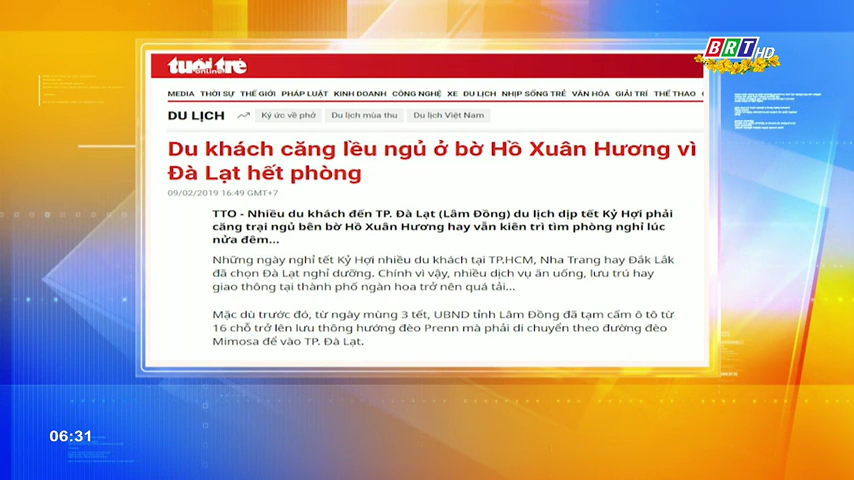 BRT HD
tuổi trẻ
online
MEDIA THỜI SỰ THẾ GIỚI PHÁP LUẬT KINH DOANH CÔNG NGHỆ XE DU LỊCH NHỊP SỐNG TRẺ VĂN HÓA GIẢI TRÍ THỂ THAO
DU LỊCH Ký ức về phở Du lịch mùa thu Du lịch Việt Nam
Du khách căng lều ngủ ở bờ Hồ Xuân Hương vì
Đà Lạt hết phòng
09/02/2019 16:49 GMT+7
TTO - Nhiều du khách đến TP. Đà Lạt (Lâm Đồng) du lịch dịp tết Kỷ Hợi phải
căng trại ngủ bên bờ Hồ Xuân Hương hay vẫn kiên trì tìm phòng nghỉ lúc
nửa đêm...
Những ngày nghỉ tết Kỷ Hợi nhiều du khách tại TP.HCM, Nha Trang hay Đắk Lắk
đã chọn Đà Lạt nghỉ dưỡng. Chính vì vậy, nhiều dịch vụ ăn uống, lưu trú hay
giao thông tại thành phố ngàn hoa trở nên quá tải...
Mặc dù trước đó, từ ngày mùng 3 tết, UBND tỉnh Lâm Đồng đã tạm cấm ô tô từ
16 chỗ trở lên lưu thông hướng đèo Prenn mà phải di chuyển theo đường đèo
Mimosa để vào TP. Đà Lạt.
06:31